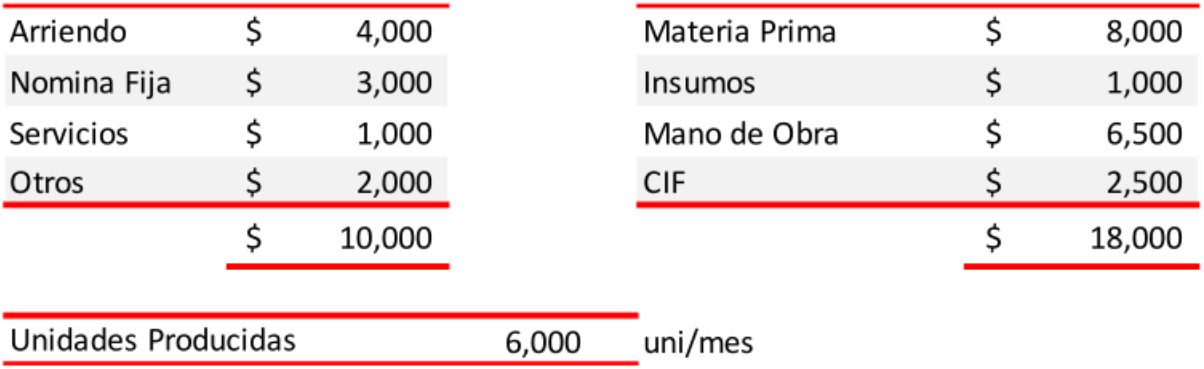 Arriendo $ 4,000 Materia Prima $ 8,000
Nomina Fija $ 3,000 Insumos $ 1,000
Servicios $ 1,000 Mano de Obra $ 6,500
Otros $ 2,000 CIF $ 2,500
$ 10,000 $ 18,000
Unidades Producidas 6,000 uni/mes